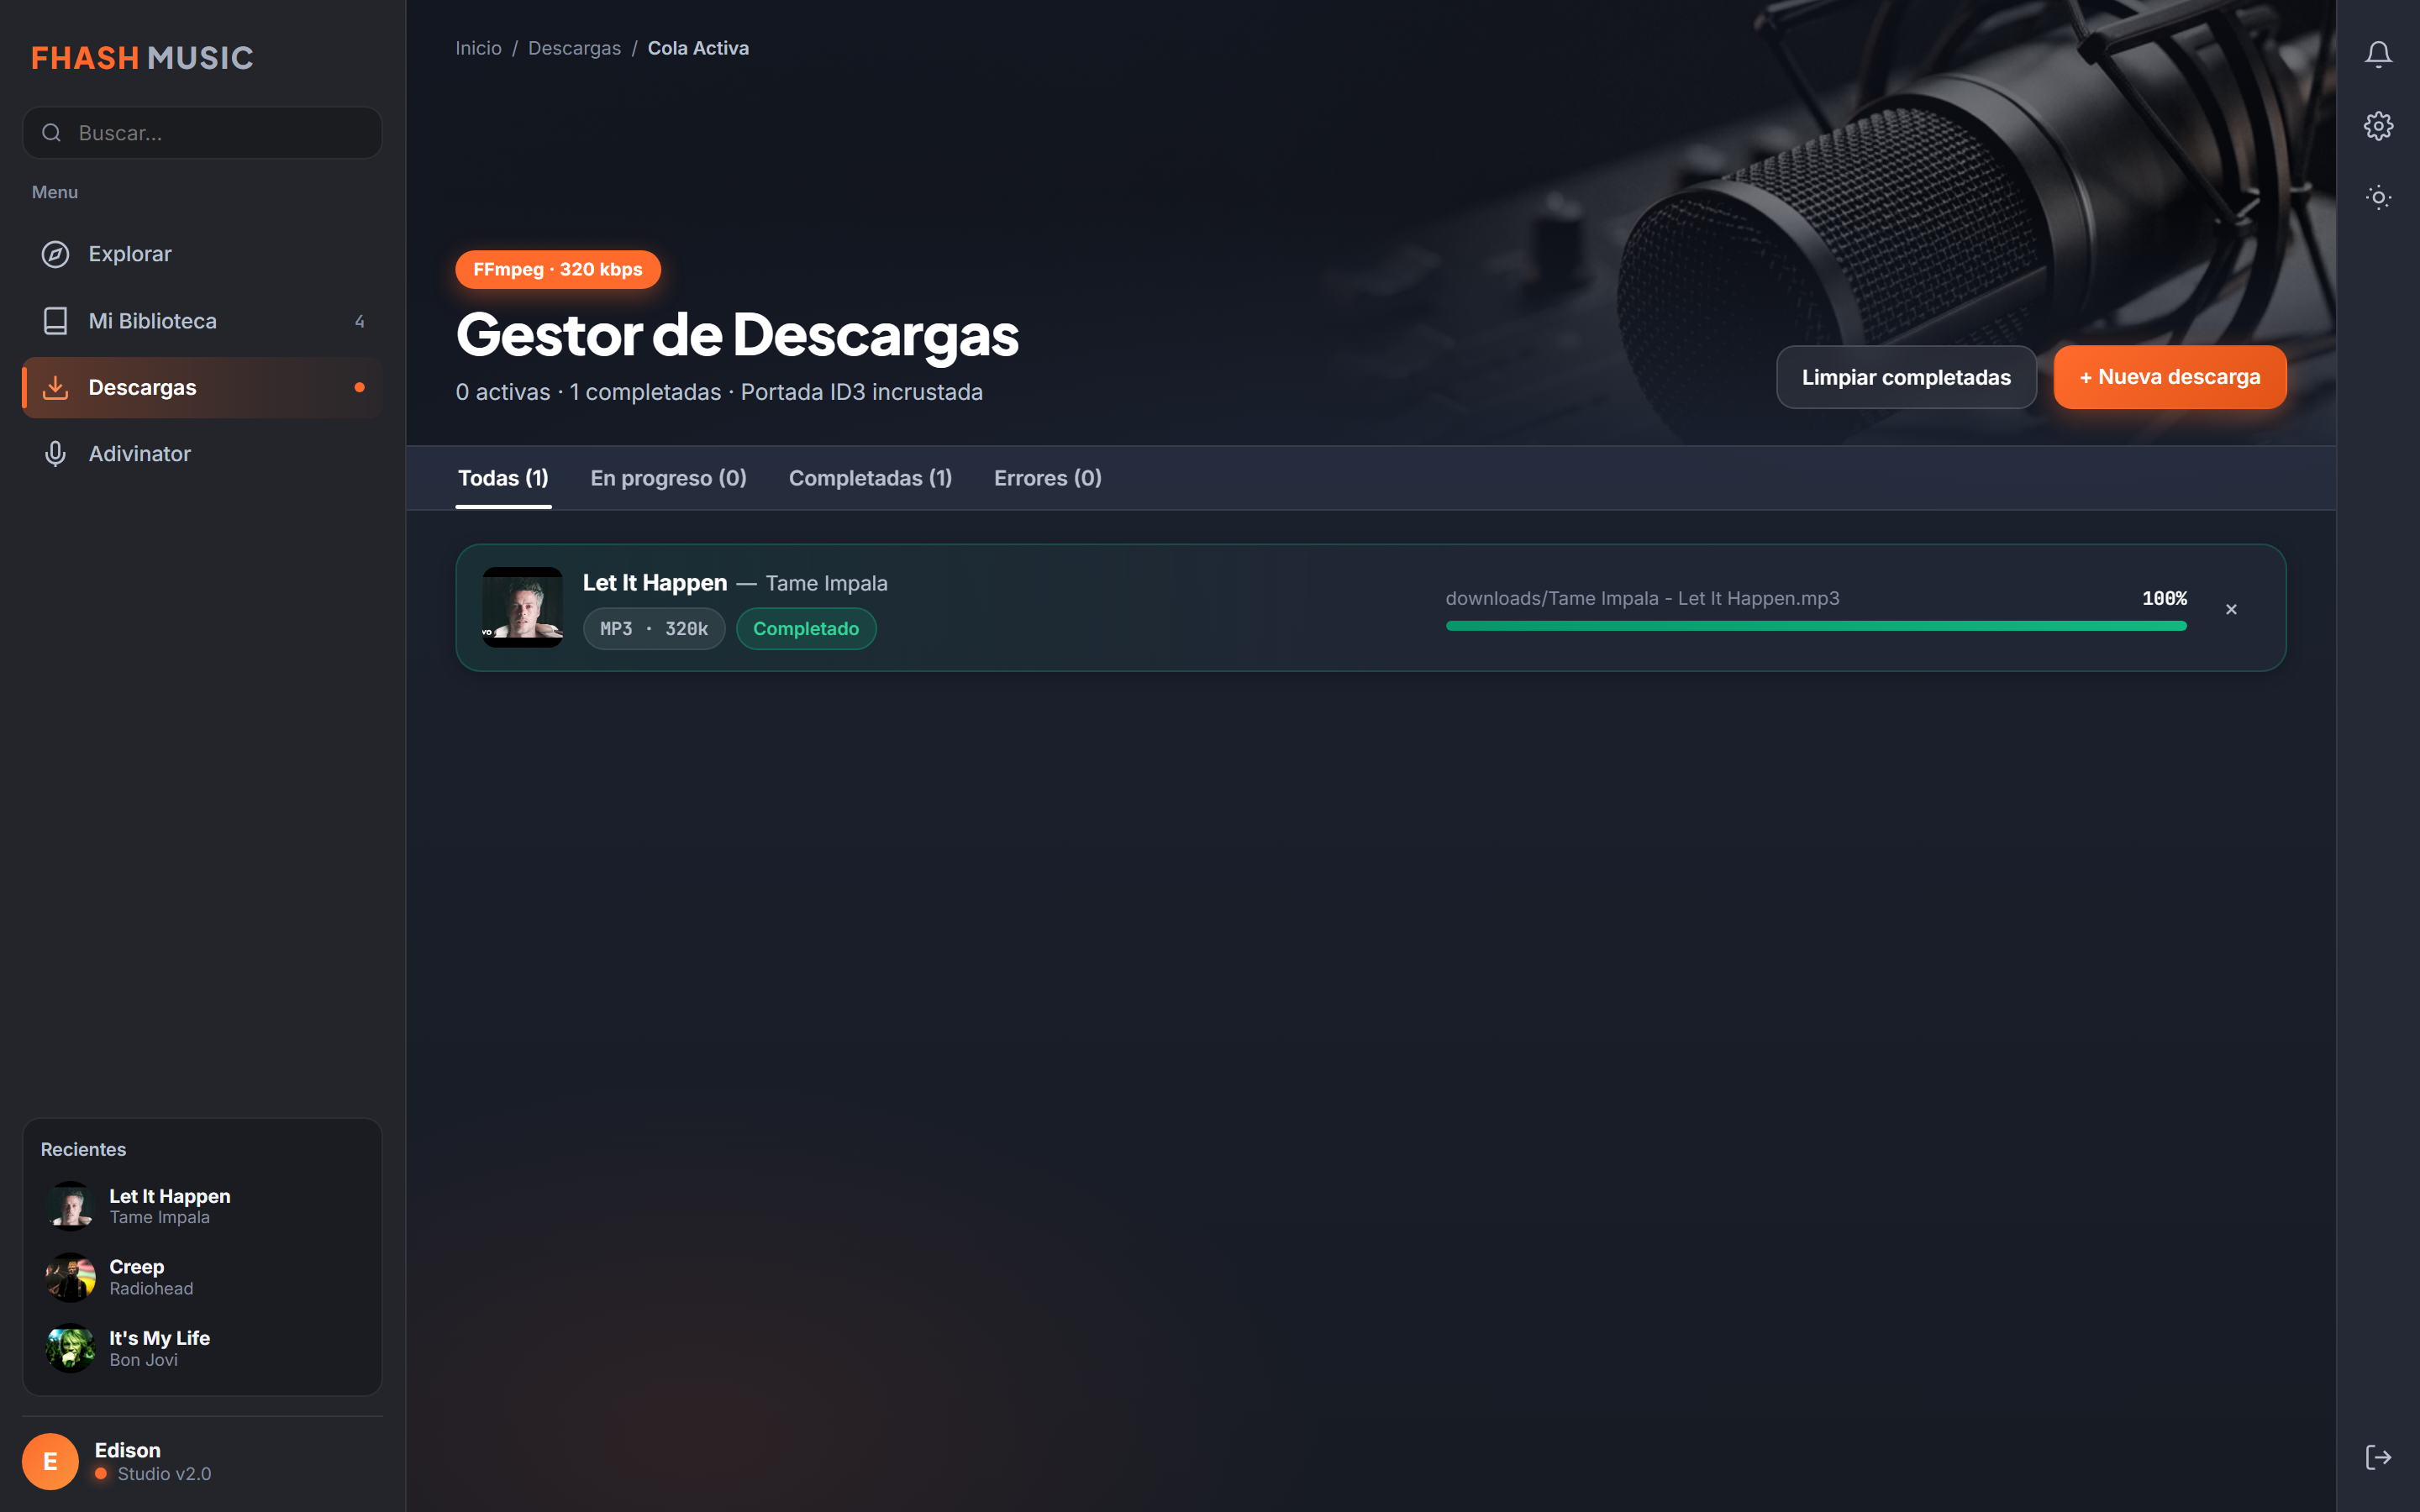 FHASH MUSIC
Buscar...
Menu
Explorar
Mi Biblioteca 4
Descargas
Adivinator
Recientes
Let It Happen
Tame Impala
Creep
Radiohead
It's My Life
Bon Jovi
E
Edison
Studio v2.0
Inicio / Descargas / Cola Activa
FFmpeg · 320 kbps
Gestor de Descargas
0 activas · 1 completadas · Portada ID3 incrustada
Limpiar completadas
+ Nueva descarga
Todas (1) En progreso (0) Completadas (1) Errores (0)
vo
Let It Happen — Tame Impala
MP3 · 320k Completado
downloads/Tame Impala - Let It Happen.mp3 100% ×